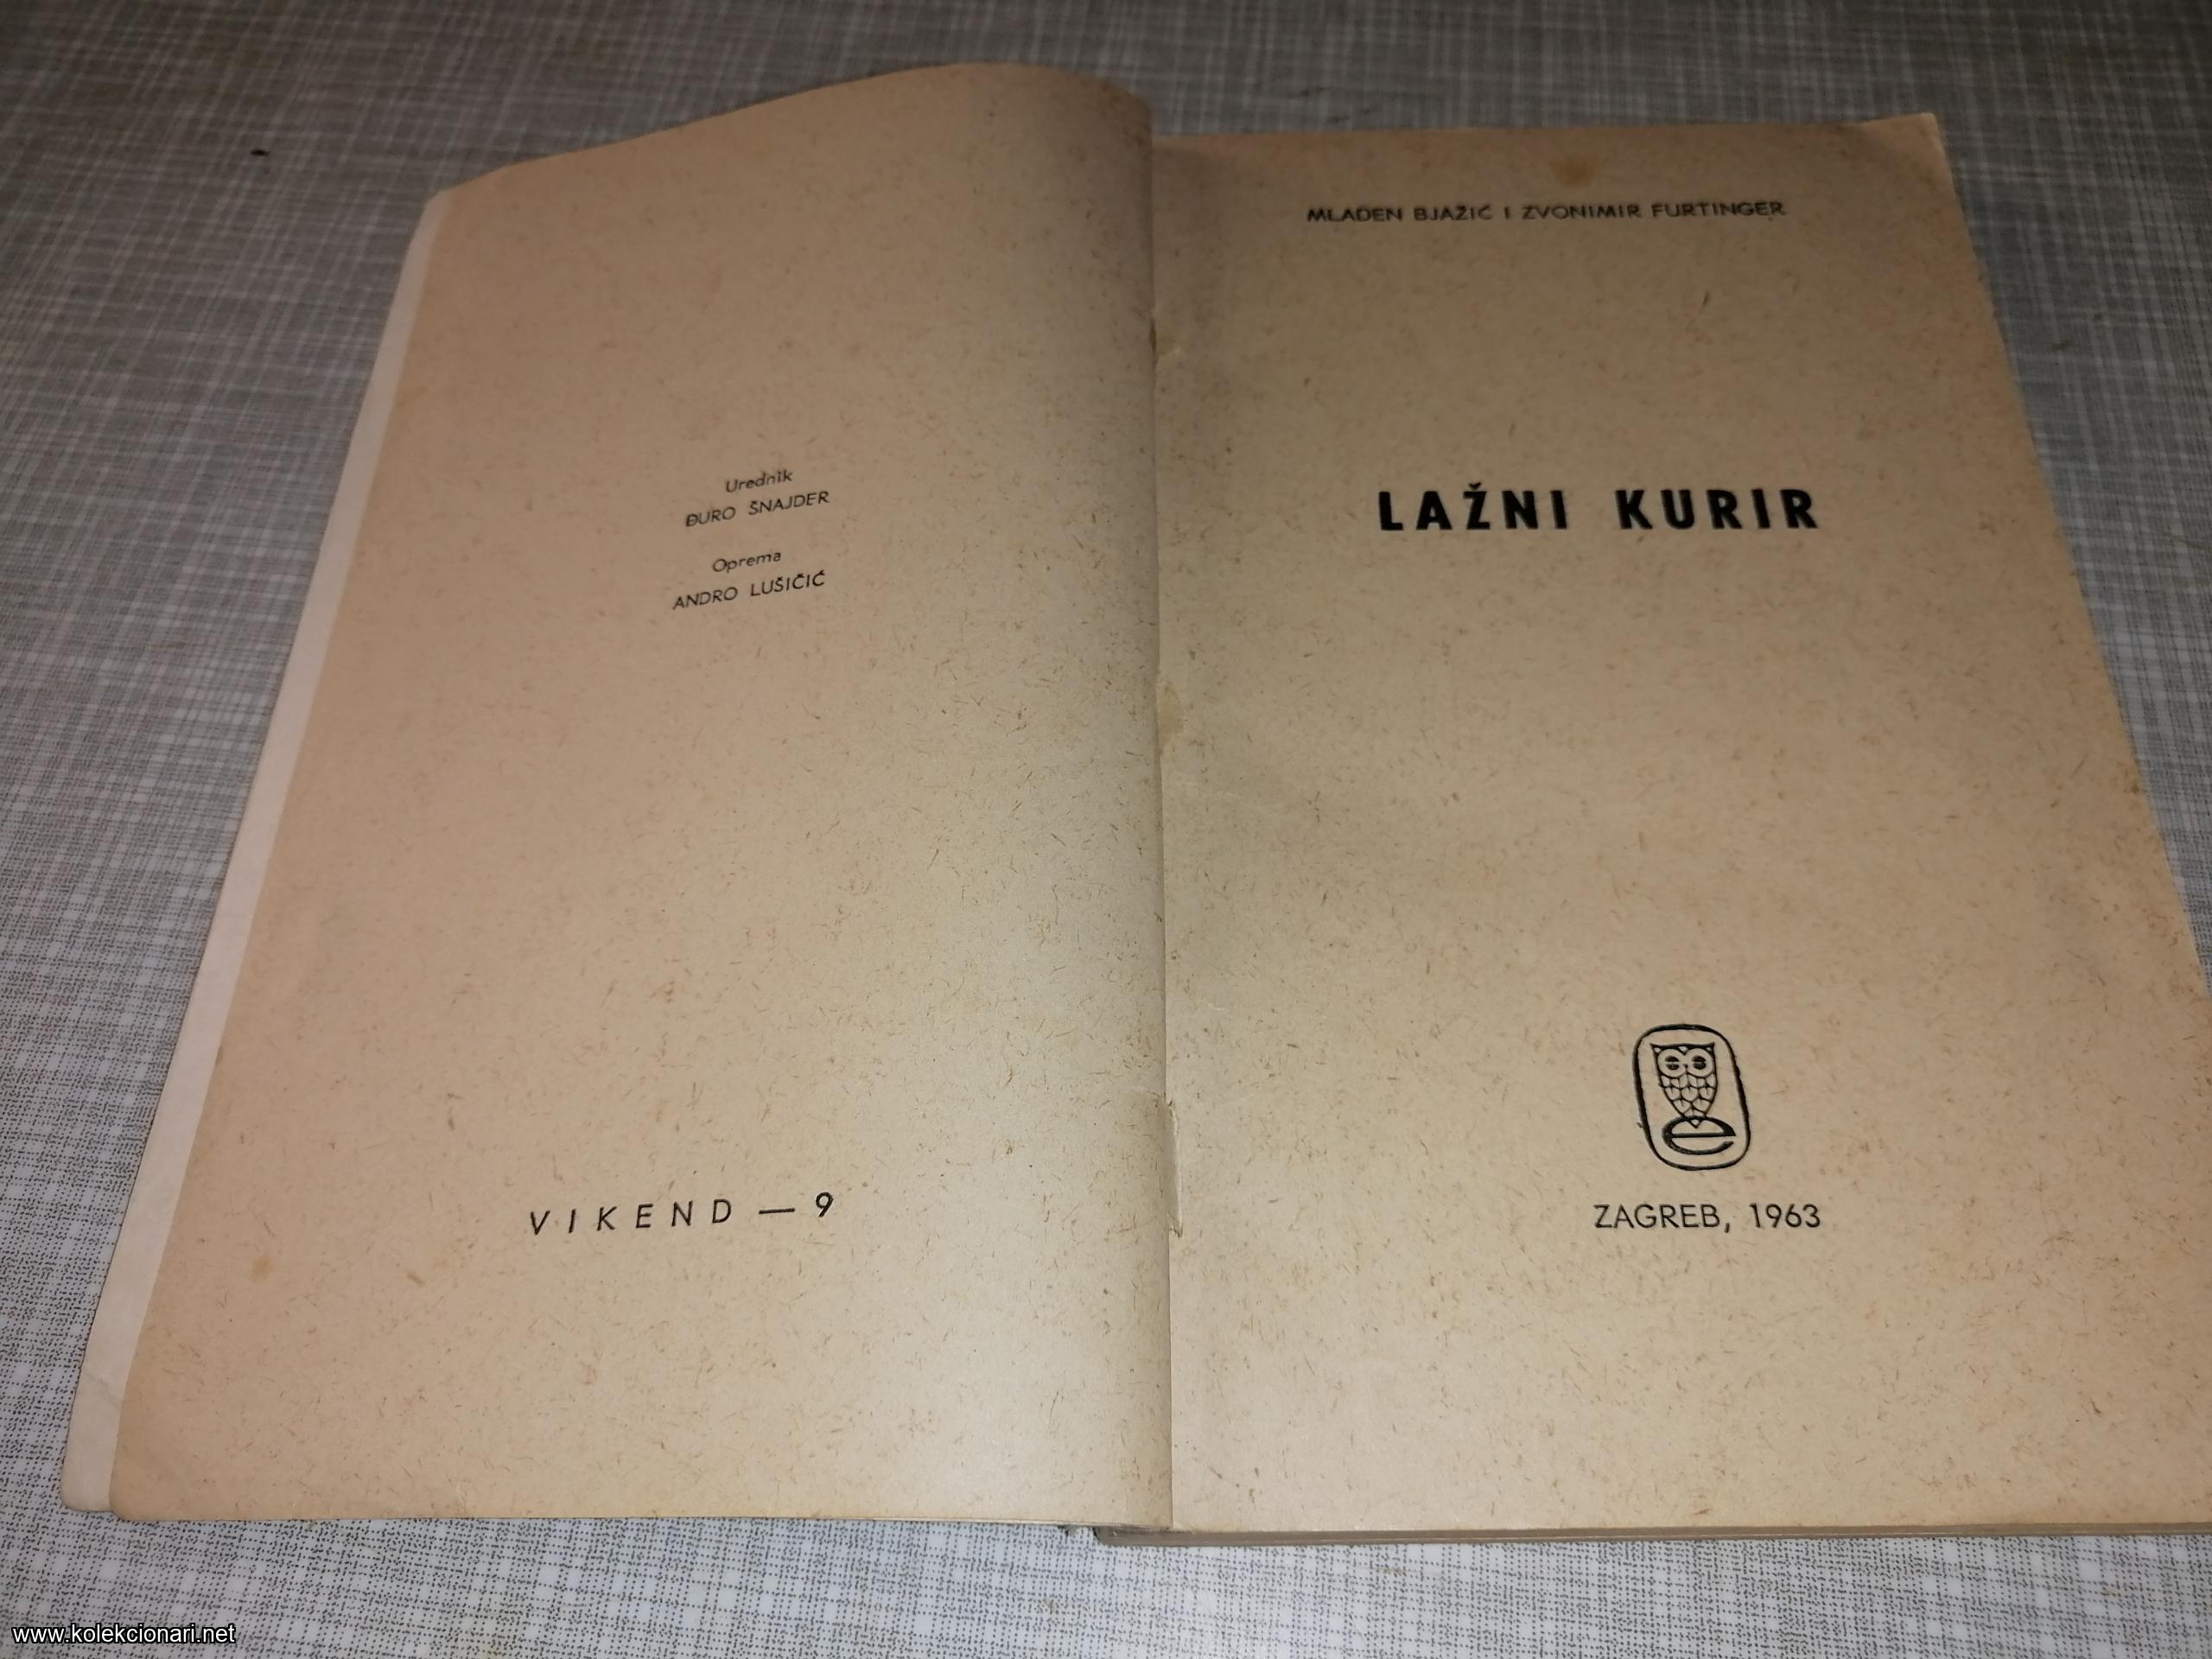 Urednik
ĐURO ŠNAJDER
Oprema
ANDRO LUŠIČIĆ
VIKEND — 9
MLADEN BJAŽIĆ I ZVONIMIR FURTINGER
LAŽNI KURIR
e
ZAGREB, 1963
www.kolekcionari.net